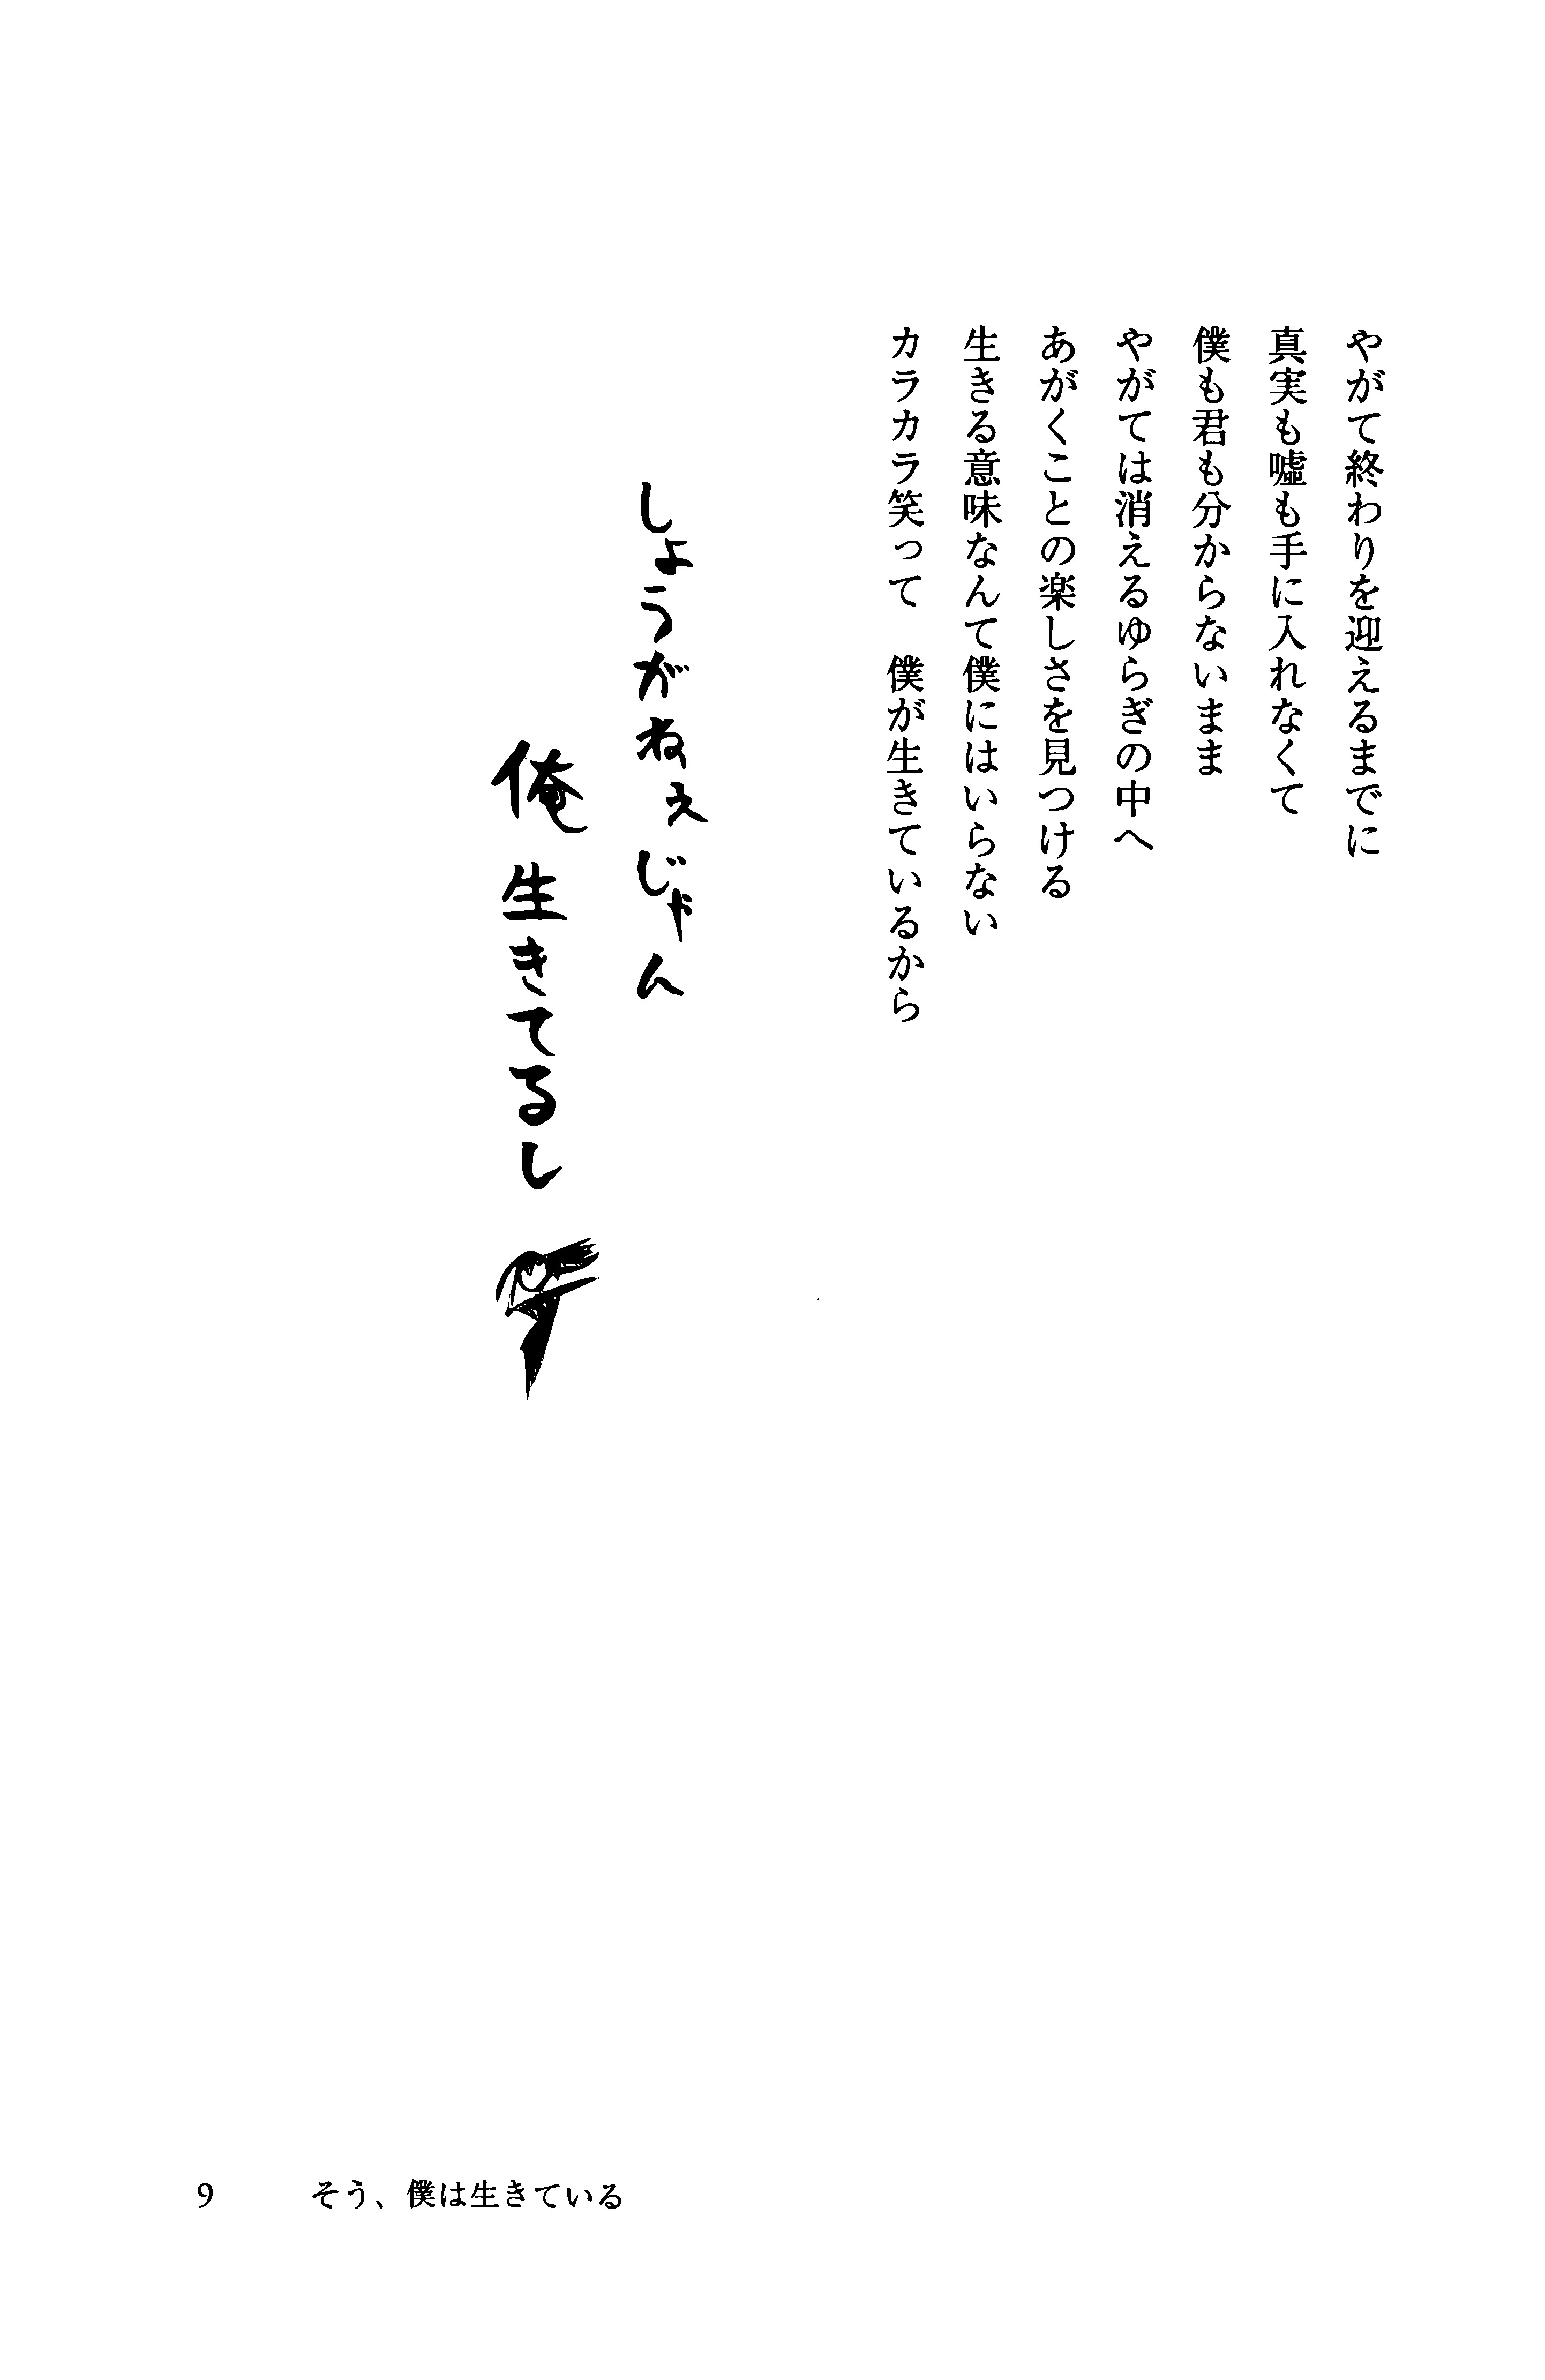 やがて終わりを迎えるまでに
真実も嘘も手に入れなくて
僕も君も分からないまま
やがては消えるゆらぎの中へ
あがくことの楽しさを見つける
生きる意味なんて僕にはいらない
カラカラ笑って　僕が生きているから
しょうがねぇじゃん
俺生きてるし
9　そう、僕は生きている